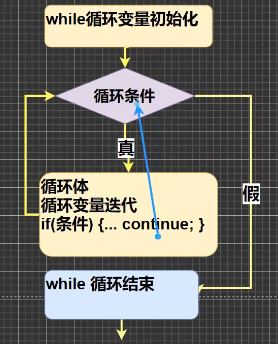 while循环变量初始化
循环条件
真
假
循环体
循环变量迭代
if(条件) {... continue; }
while 循环结束